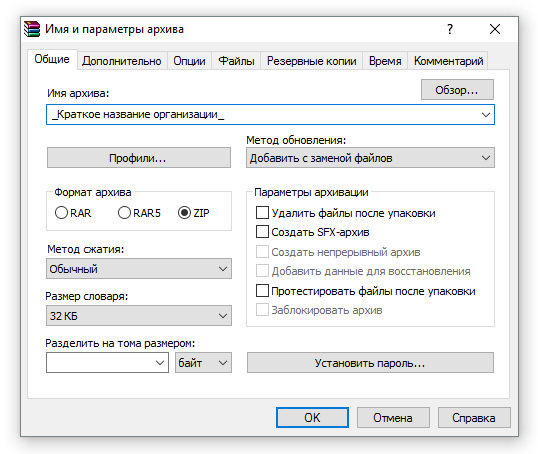 Имя и параметры архива
?
Общие Дополнительно Опции Файлы Резервные копии Время Комментарий
Имя архива:
Обзор...
_Краткое название организации_
Профили...
Метод обновления:
Добавить с заменой файлов
Формат архива
RAR RAR5 ZIP
Метод сжатия:
Обычный
Размер словаря:
32 КБ
Разделить на тома размером:
байт
Параметры архивации
Удалить файлы после упаковки
Создать SFX-архив
Создать непрерывный архив
Добавить данные для восстановления
Протестировать файлы после упаковки
Заблокировать архив
Установить пароль...
OK Отмена Справка